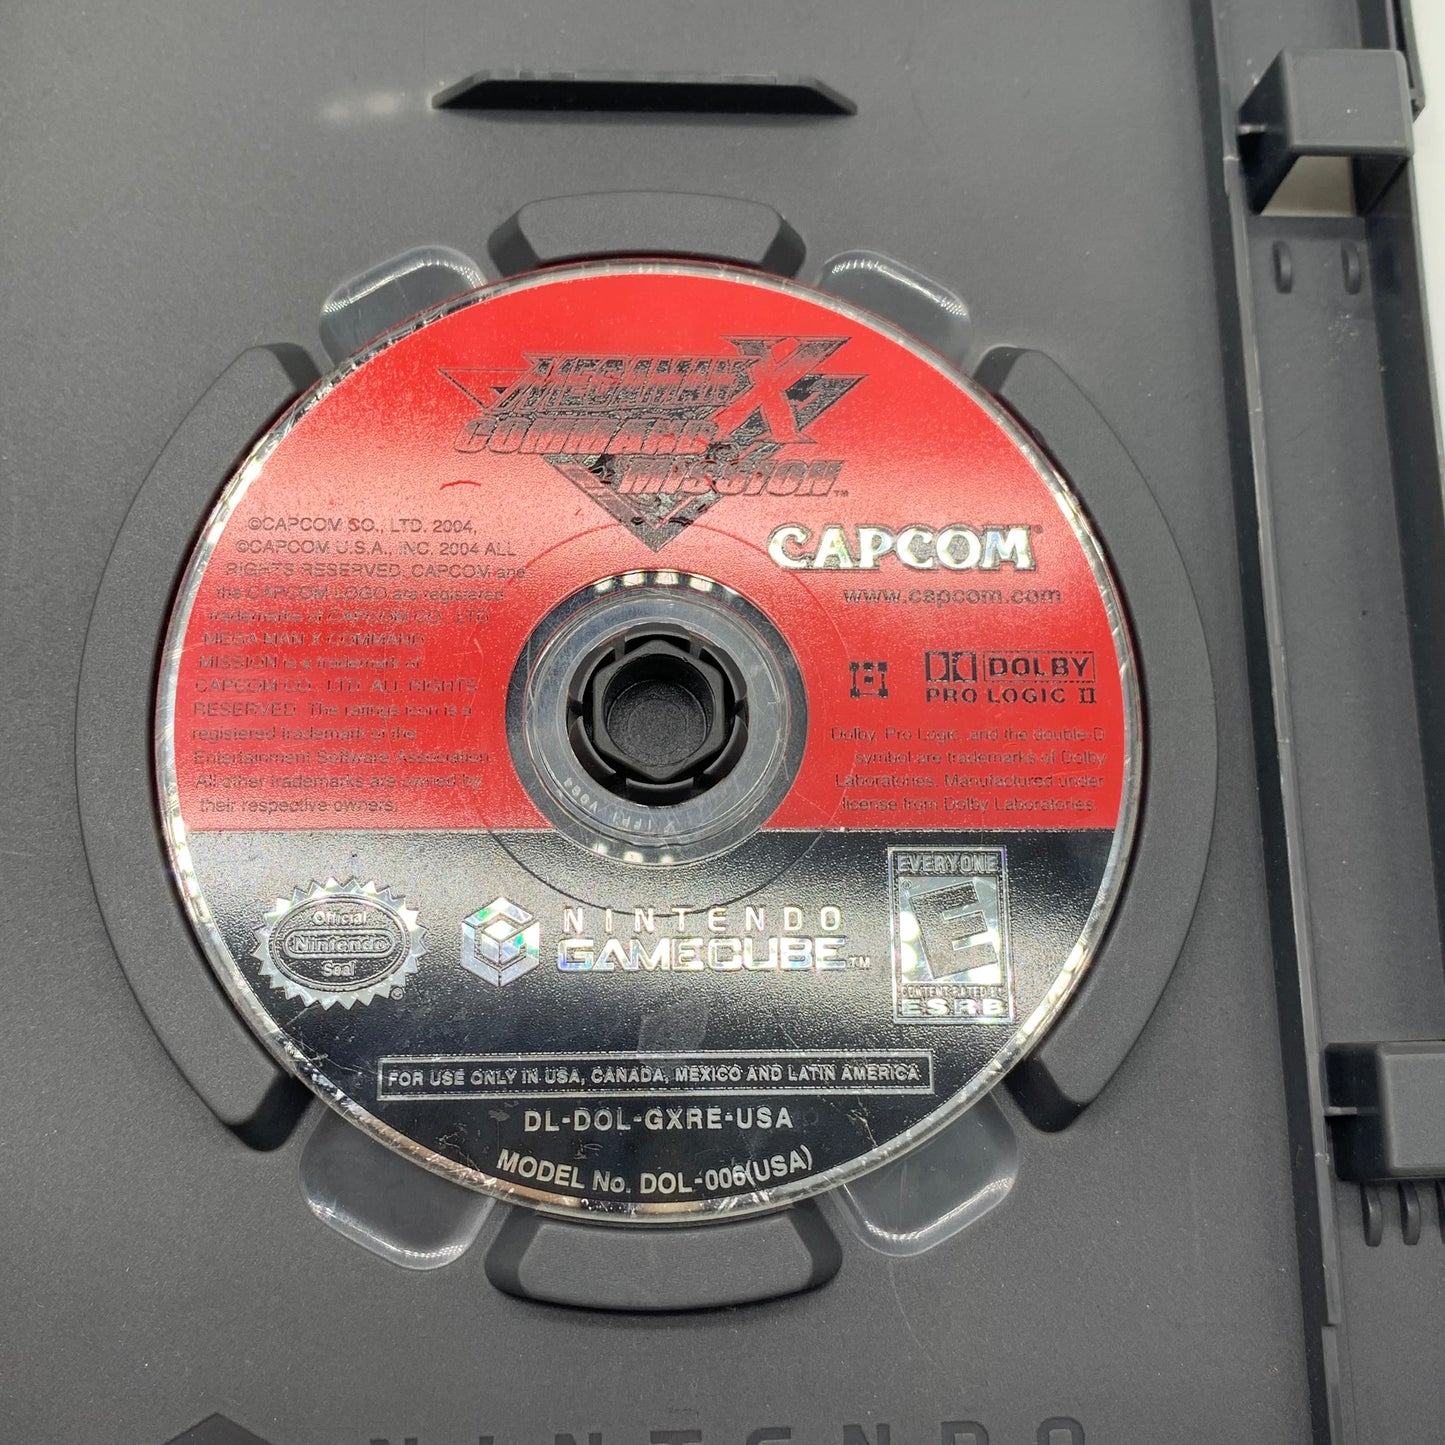 MEGAMAN X
COMMAND
MISSION™
©CAPCOM CO., LTD. 2004,
©CAPCOM U.S.A., INC. 2004 ALL
RIGHTS RESERVED. CAPCOM and
the CAPCOM LOGO are registered
trademarks of CAPCOM CO., LTD.
MEGA MAN X COMMAND
MISSION is a trademark of
CAPCOM CO., LTD. ALL RIGHTS
RESERVED. The ratings icon is a
registered trademark of the
Entertainment Software Association.
All other trademarks are owned by
their respective owners.
CAPCOM®
www.capcom.com
DOLBY
PRO LOGIC II
Dolby, Pro Logic, and the double-D
symbol are trademarks of Dolby
Laboratories. Manufactured under
license from Dolby Laboratories.
Official
Nintendo
Seal
NINTENDO
GAMECUBE™
EVERYONE
E
CONTENT RATED BY
ESRB
FOR USE ONLY IN USA, CANADA, MEXICO AND LATIN AMERICA
DL-DOL-GXRE-USA
MODEL No. DOL-006(USA)
NINTENDO